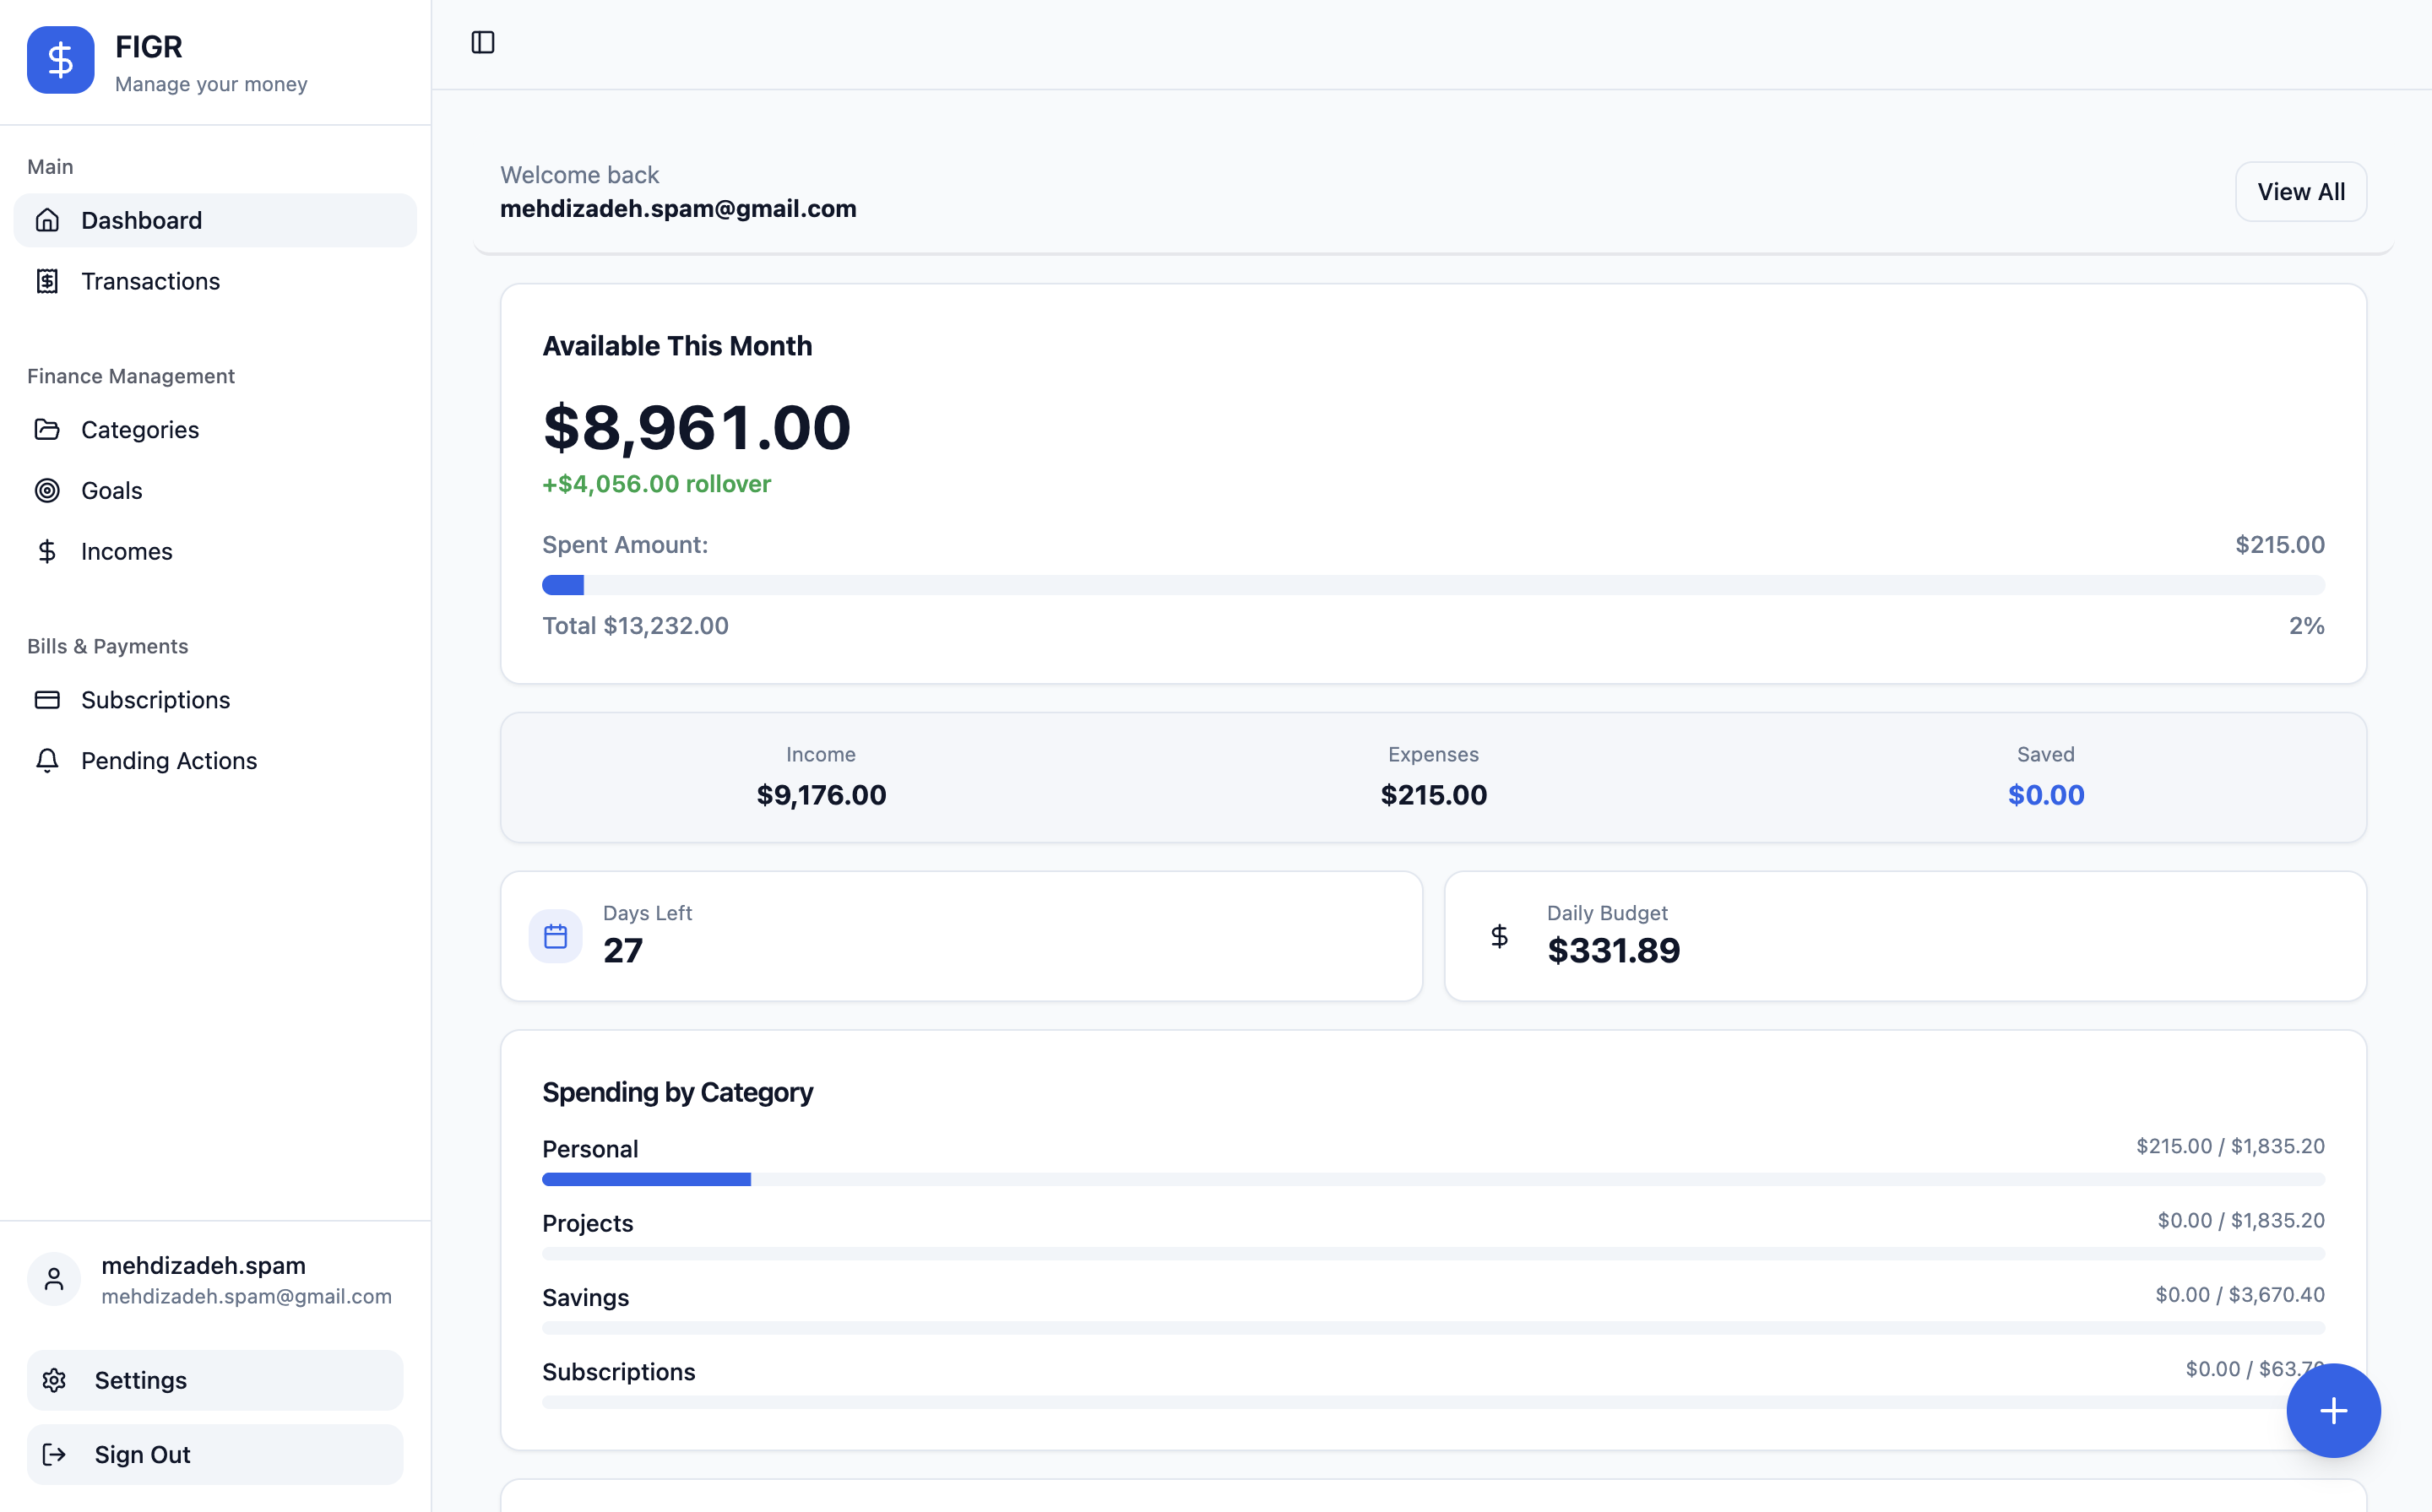 FIGR
Manage your money
Main
Dashboard
Transactions
Finance Management
Categories
Goals
Incomes
Bills & Payments
Subscriptions
Pending Actions
mehdizadeh.spam
mehdizadeh.spam@gmail.com
Settings
Sign Out
Welcome back
mehdizadeh.spam@gmail.com
View All
Available This Month
$8,961.00
+$4,056.00 rollover
Spent Amount: $215.00
Total $13,232.00 2%
Income Expenses Saved
$9,176.00 $215.00 $0.00
Days Left
27
Daily Budget
$331.89
Spending by Category
Personal $215.00 / $1,835.20
Projects $0.00 / $1,835.20
Savings $0.00 / $3,670.40
Subscriptions $0.00 /